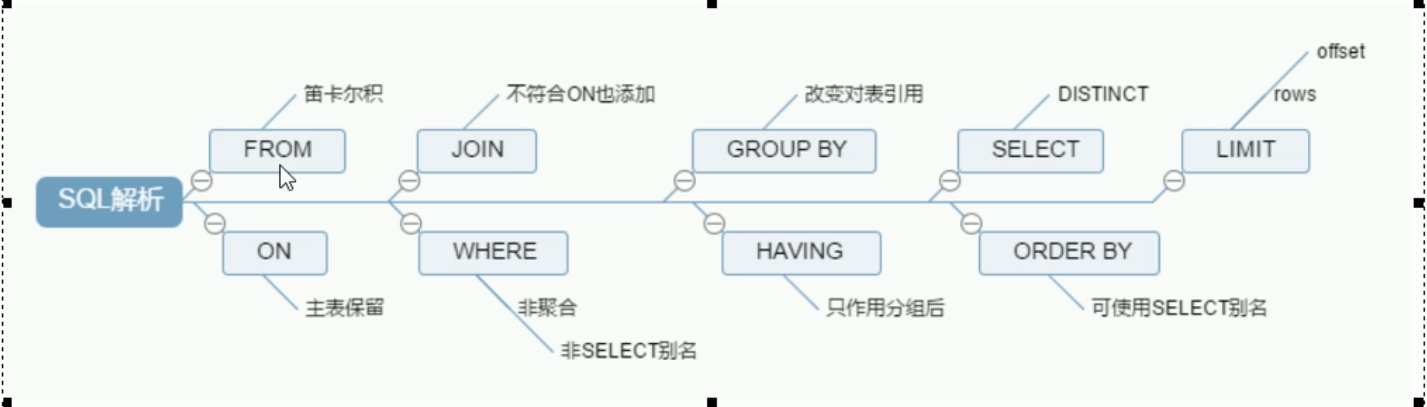 offset
笛卡尔积
不符合ON也添加
改变对表引用
DISTINCT
rows
FROM
JOIN
GROUP BY
SELECT
LIMIT
SQL解析
ON
WHERE
HAVING
ORDER BY
主表保留
非聚合
只作用分组后
可使用SELECT别名
非SELECT别名